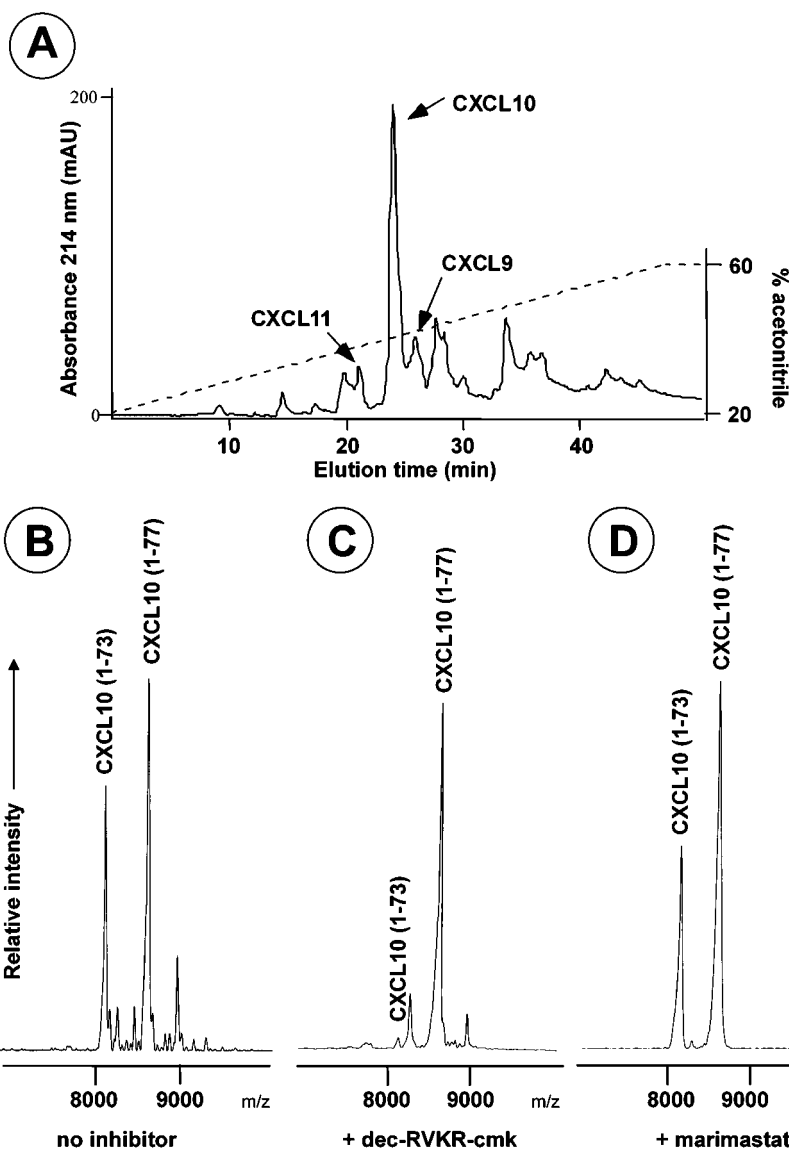 A
200
CXCL10
CXCL9
CXCL11
Absorbance 214 nm (mAU)
60
% acetonitrile
0
20
10 20 30 40
Elution time (min)
B
C
D
CXCL10 (1-73)
CXCL10 (1-77)
CXCL10 (1-73)
CXCL10 (1-77)
CXCL10 (1-73)
CXCL10 (1-77)
Relative intensity
8000 9000 m/z
8000 9000 m/z
8000 9000
no inhibitor
+ dec-RVKR-cmk
+ marimastat